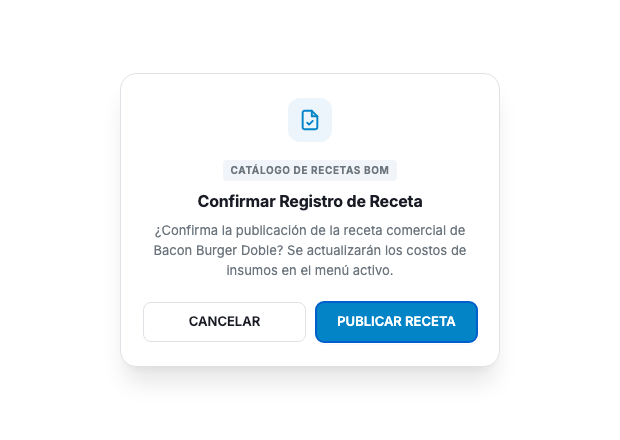 CATÁLOGO DE RECETAS BOM
Confirmar Registro de Receta
¿Confirma la publicación de la receta comercial de
Bacon Burger Doble? Se actualizarán los costos de
insumos en el menú activo.
CANCELAR
PUBLICAR RECETA